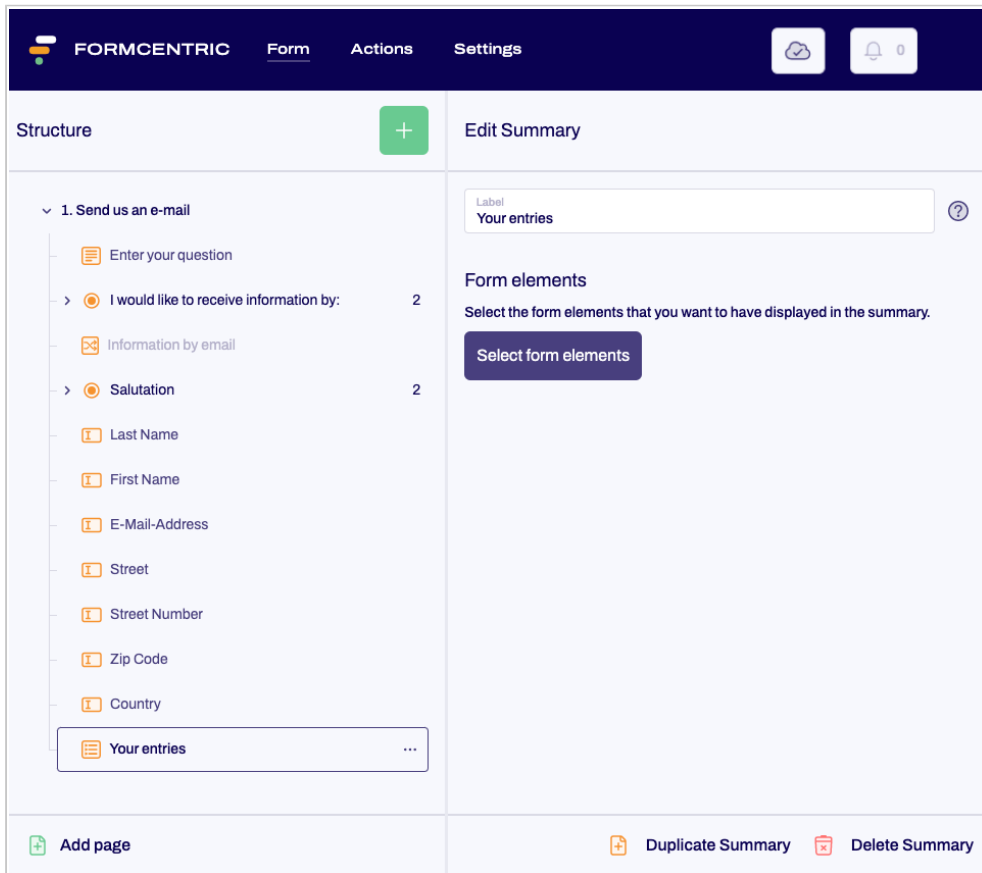 FORMCENTRIC Form Actions Settings 0
Structure
Edit Summary
1. Send us an e-mail
Enter your question
I would like to receive information by: 2
Information by email
Salutation 2
Last Name
First Name
E-Mail-Address
Street
Street Number
Zip Code
Country
Your entries ...
Add page
Label
Your entries
Form elements
Select the form elements that you want to have displayed in the summary.
Select form elements
Duplicate Summary Delete Summary